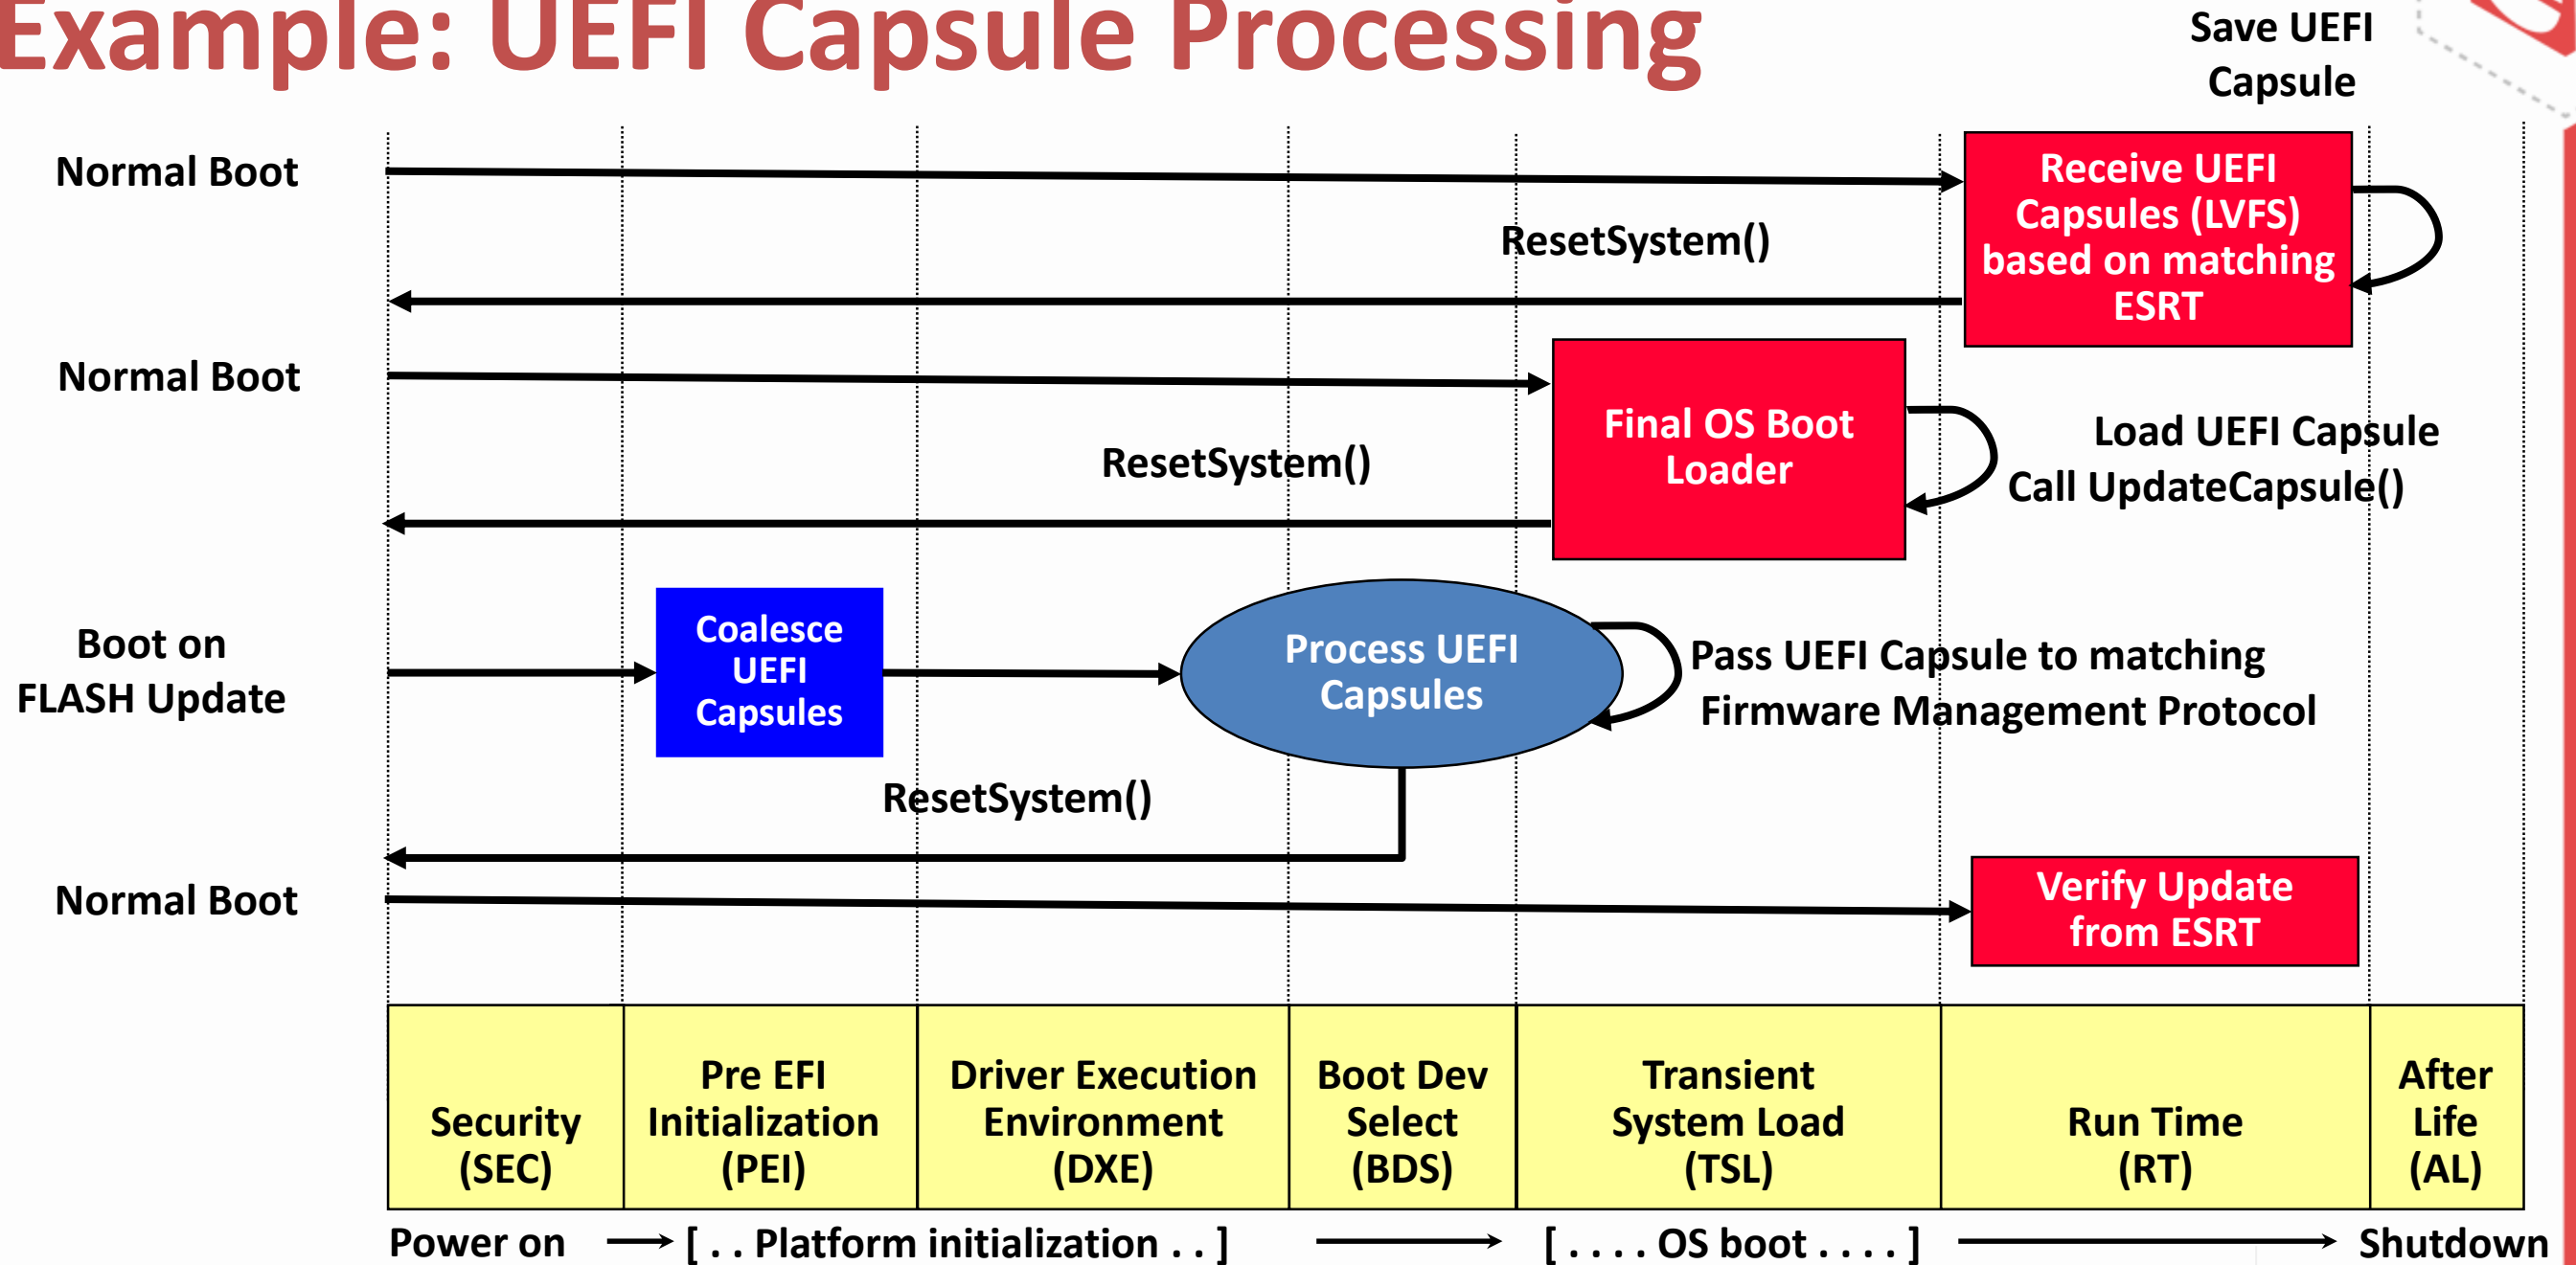 Example: UEFI Capsule Processing
Save UEFI
Capsule
Normal Boot
Receive UEFI
Capsules (LVFS)
based on matching
ESRT
ResetSystem()
Normal Boot
Final OS Boot
Loader
Load UEFI Capsule
Call UpdateCapsule()
ResetSystem()
Boot on
FLASH Update
Coalesce
UEFI
Capsules
Process UEFI
Capsules
Pass UEFI Capsule to matching
Firmware Management Protocol
ResetSystem()
Normal Boot
Verify Update
from ESRT
Security
(SEC)
Pre EFI
Initialization
(PEI)
Driver Execution
Environment
(DXE)
Boot Dev
Select
(BDS)
Transient
System Load
(TSL)
Run Time
(RT)
After
Life
(AL)
Power on
[ . . Platform initialization . . ]
[ . . . . OS boot . . . . ]
Shutdown